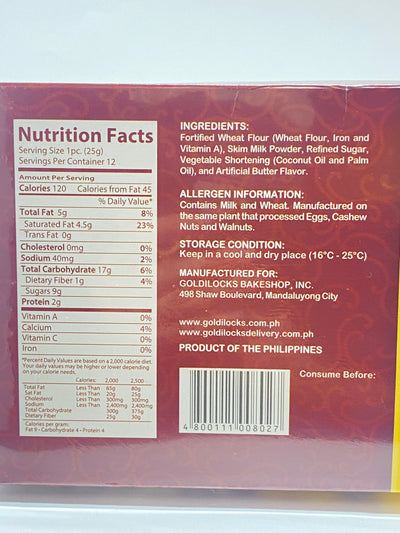 Nutrition Facts
Serving Size 1pc. (25g)
Servings Per Container 12
Amount Per Serving
Calories 120 Calories from Fat 45
% Daily Value*
Total Fat 5g 8%
Saturated Fat 4.5g 23%
Trans Fat 0g
Cholesterol 0mg 0%
Sodium 40mg 2%
Total Carbohydrate 17g 6%
Dietary Fiber 1g 4%
Sugars 9g
Protein 2g
Vitamin A 0%
Calcium 4%
Vitamin C 0%
Iron 0%
*Percent Daily Values are based on a 2,000 calorie diet.
Your daily values may be higher or lower depending
on your calorie needs.
Calories: 2,000 2,500
Total Fat Less Than 65g 80g
Sat Fat Less Than 20g 25g
Cholesterol Less Than 300mg 300mg
Sodium Less Than 2,400mg 2,400mg
Total Carbohydrate 300g 375g
Dietary Fiber 25g 30g
Calories per gram:
Fat 9 • Carbohydrate 4 • Protein 4
INGREDIENTS:
Fortified Wheat Flour (Wheat Flour, Iron and
Vitamin A), Skim Milk Powder, Refined Sugar,
Vegetable Shortening (Coconut Oil and Palm
Oil), and Artificial Butter Flavor.
ALLERGEN INFORMATION:
Contains Milk and Wheat. Manufactured on
the same plant that processed Eggs, Cashew
Nuts and Walnuts.
STORAGE CONDITION:
Keep in a cool and dry place (16°C - 25°C)
MANUFACTURED FOR:
GOLDILOCKS BAKESHOP, INC.
498 Shaw Boulevard, Mandaluyong City
www.goldilocks.com.ph
www.goldilocksdelivery.com.ph
PRODUCT OF THE PHILIPPINES
Consume Before:
4 800111 008027